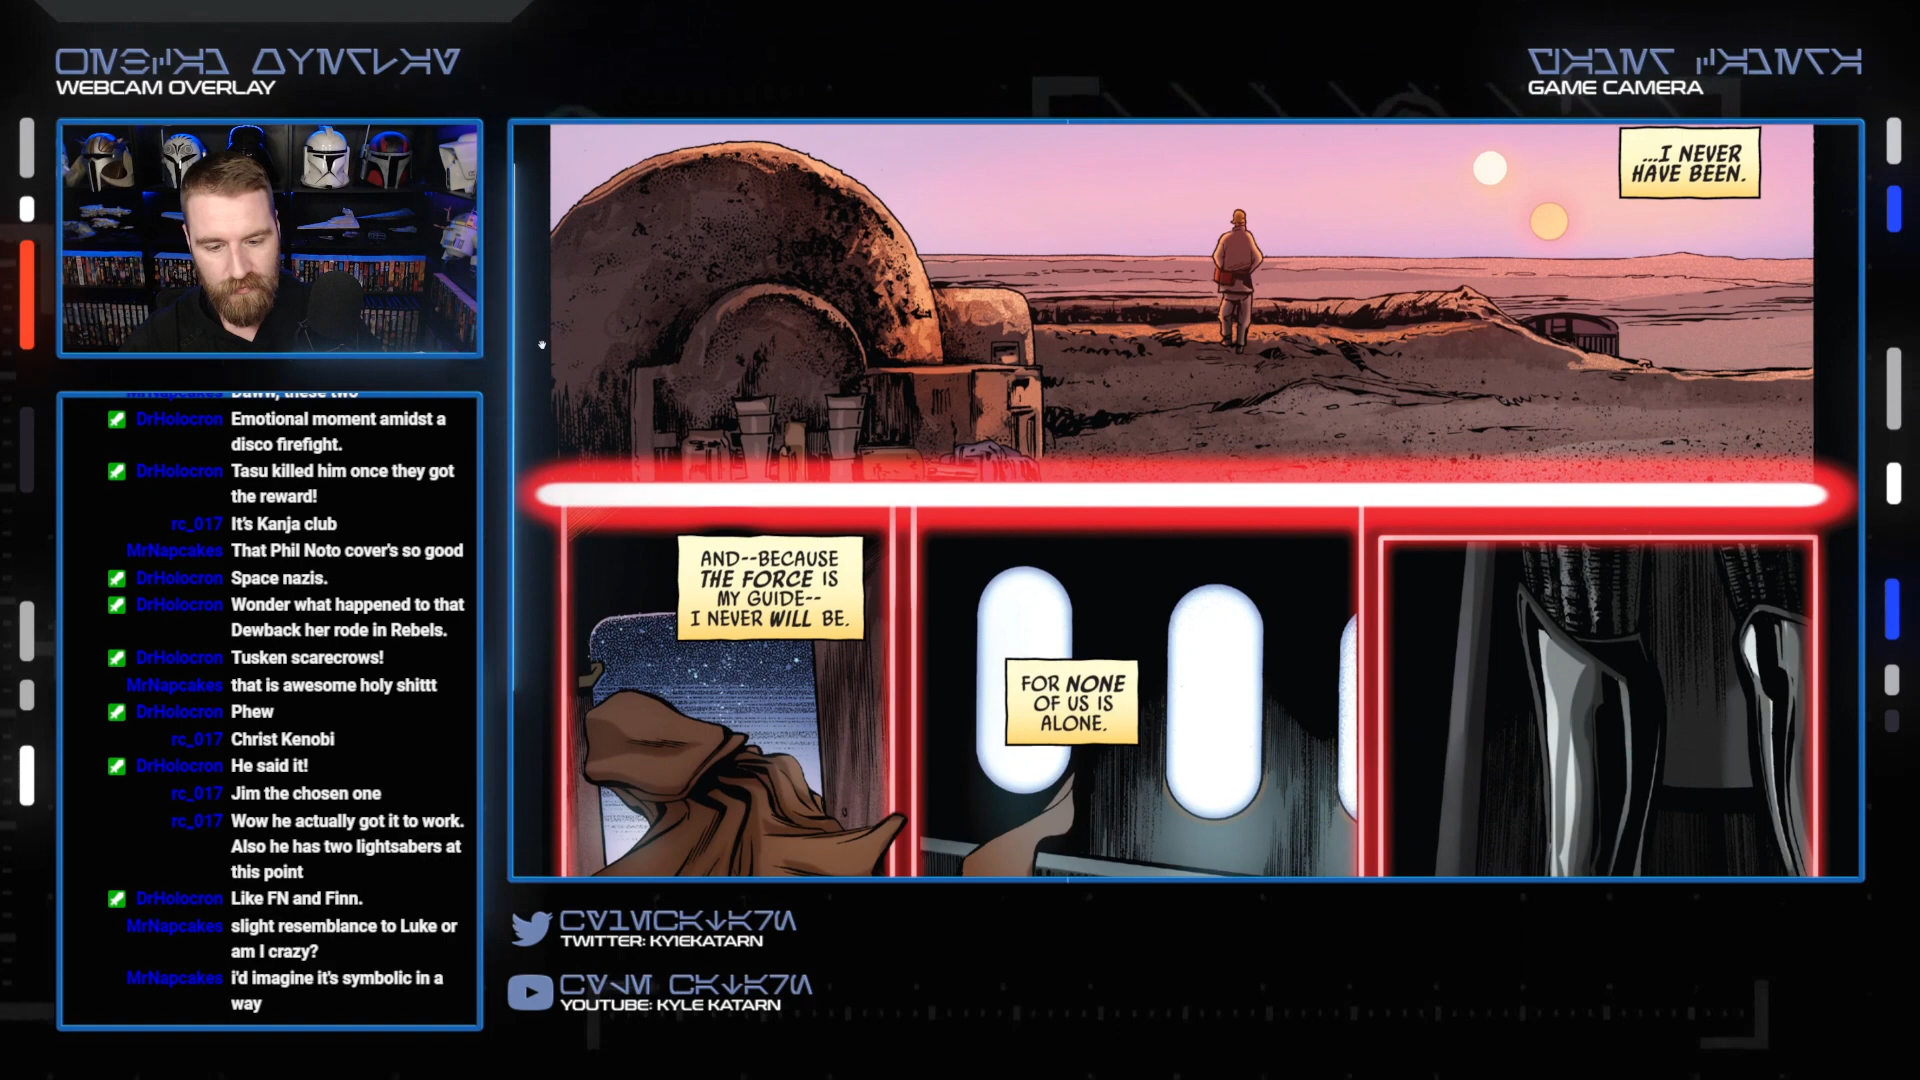 WEBCAM OVERLAY
GAME CAMERA
MrNapcakes Daww, these two
DrHolocron Emotional moment amidst a
disco firefight.
DrHolocron Tasu killed him once they got
the reward!
rc_017 It's Kanja club
MrNapcakes That Phil Noto cover's so good
DrHolocron Space nazis.
DrHolocron Wonder what happened to that
Dewback her rode in Rebels.
DrHolocron Tusken scarecrows!
MrNapcakes that is awesome holy shittt
DrHolocron Phew
rc_017 Christ Kenobi
DrHolocron He said it!
rc_017 Jim the chosen one
rc_017 Wow he actually got it to work.
Also he has two lightsabers at
this point
DrHolocron Like FN and Finn.
MrNapcakes slight resemblance to Luke or
am I crazy?
MrNapcakes i'd imagine it's symbolic in a
way
...I NEVER
HAVE BEEN.
AND--BECAUSE
THE FORCE IS
MY GUIDE--
I NEVER WILL BE.
FOR NONE
OF US IS
ALONE.
TWITTER: KY1EKATARN
YOUTUBE: KYLE KATARN